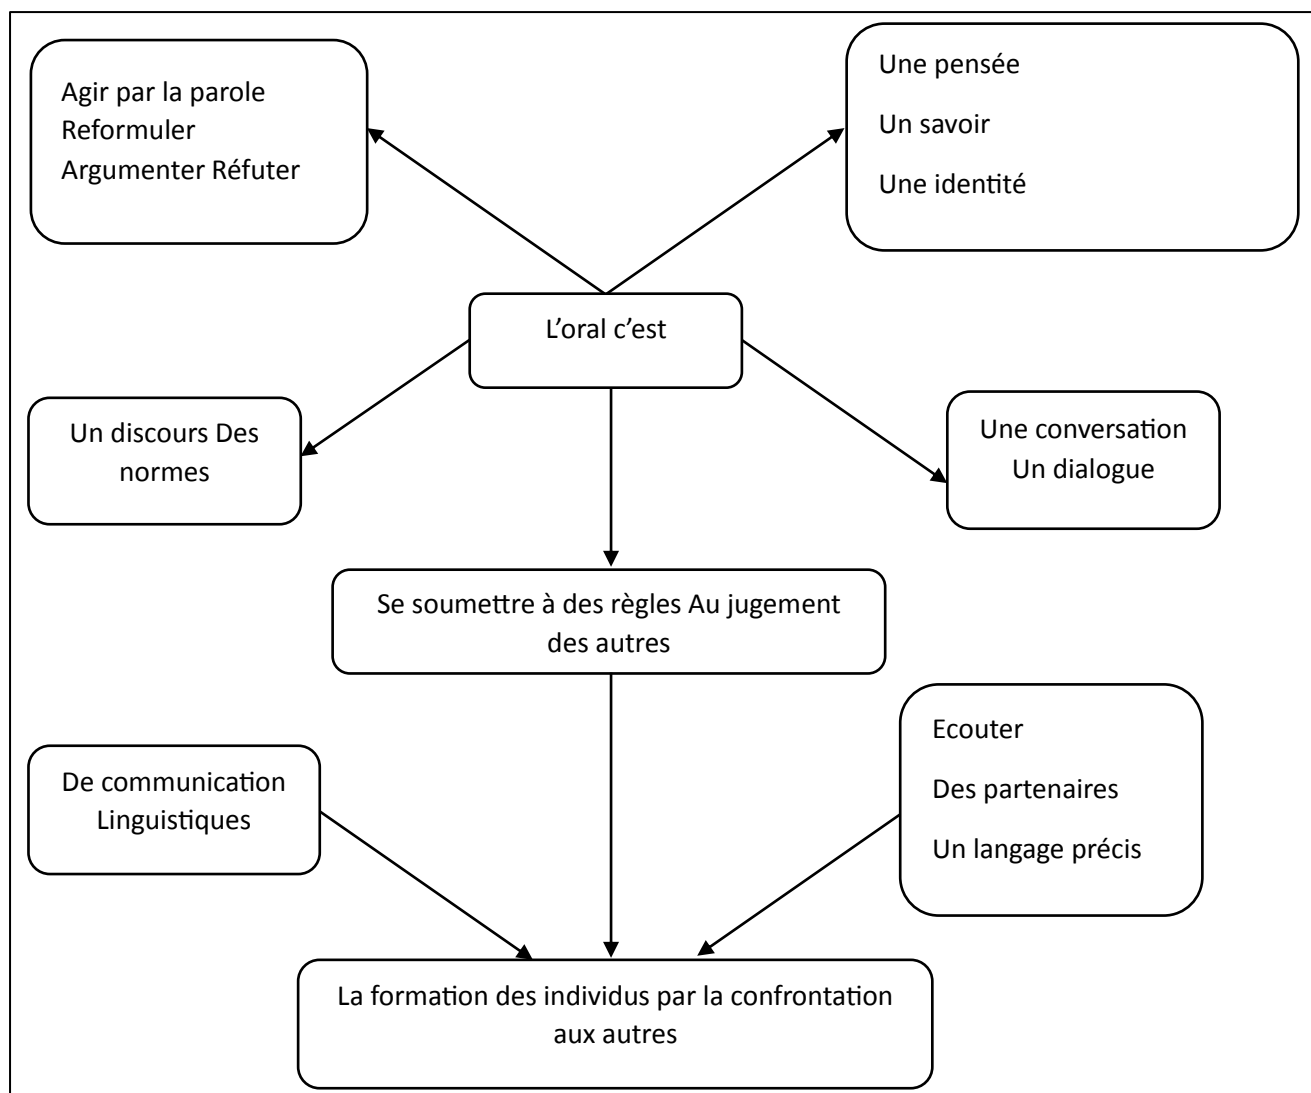 Agir par la parole
Reformuler
Argumenter Réfuter
Une pensée
Un savoir
Une identité
L’oral c’est
Un discours Des
normes
Une conversation
Un dialogue
Se soumettre à des règles Au jugement
des autres
De communication
Linguistiques
Ecouter
Des partenaires
Un langage précis
La formation des individus par la confrontation
aux autres